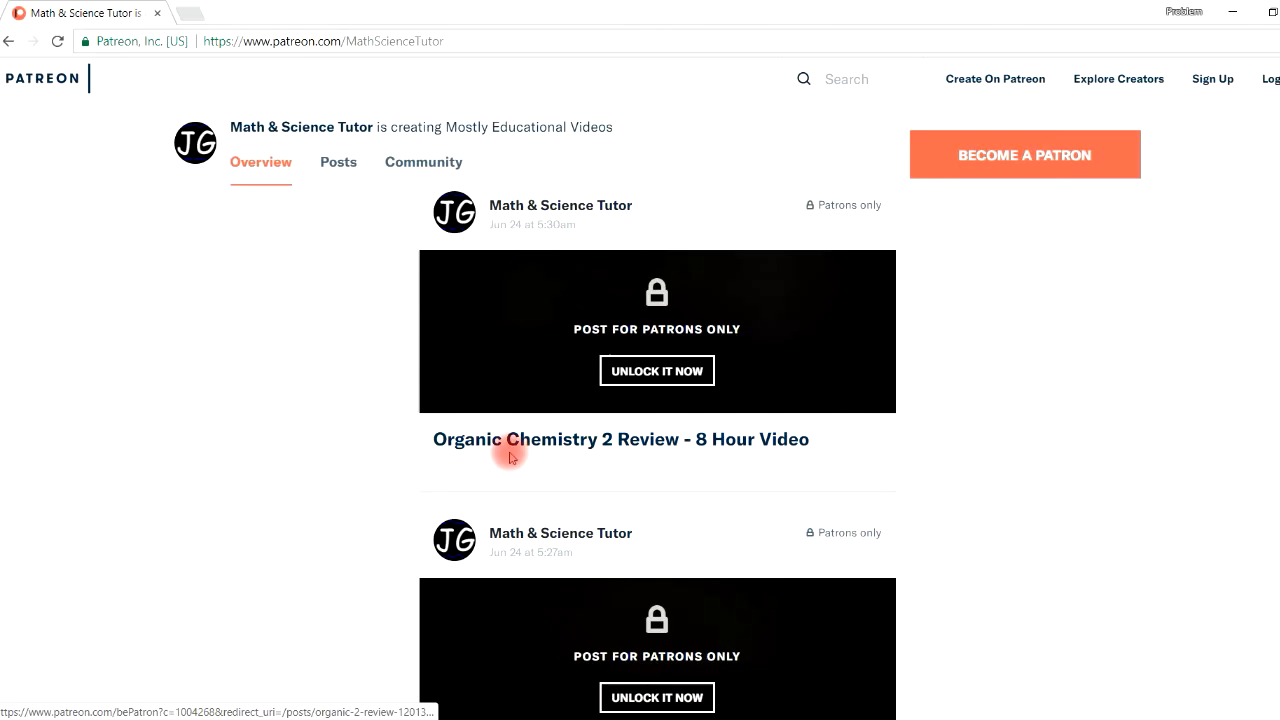 Math & Science Tutor is
Problem
Patreon, Inc. [US] | https://www.patreon.com/MathScienceTutor
PATREON
Search
Create On Patreon
Explore Creators
Sign Up
Log
JG
Math & Science Tutor is creating Mostly Educational Videos
Overview
Posts
Community
BECOME A PATRON
JG
Math & Science Tutor
Jun 24 at 5:30am
Patrons only
POST FOR PATRONS ONLY
UNLOCK IT NOW
Organic Chemistry 2 Review - 8 Hour Video
JG
Math & Science Tutor
Jun 24 at 5:27am
Patrons only
POST FOR PATRONS ONLY
UNLOCK IT NOW
ttps://www.patreon.com/bePatron?c=1004268&redirect_uri=/posts/organic-2-review-12013...